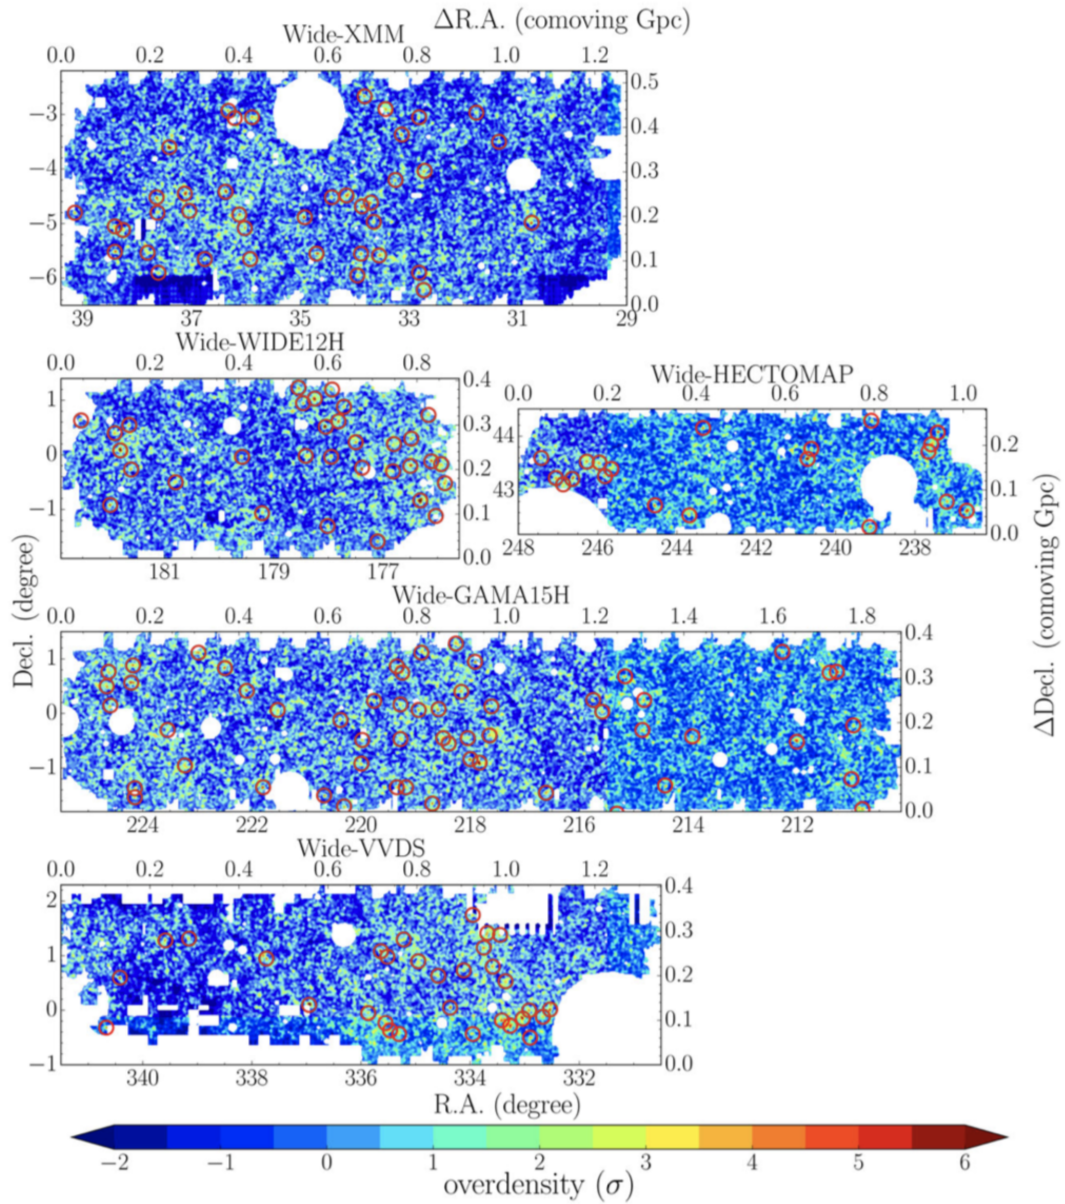 ΔR.A. (comoving Gpc)
Wide-XMM
0.0 0.2 0.4 0.6 0.8 1.0 1.2
−3 −4 −5 −6
0.5 0.4 0.3 0.2 0.1 0.0
39 37 35 33 31 29
Wide-WIDE12H
0.0 0.2 0.4 0.6 0.8
1 0 −1
0.4 0.3 0.2 0.1 0.0
181 179 177
Wide-HECTOMAP
0.0 0.2 0.4 0.6 0.8 1.0
44 43
0.2 0.1 0.0
248 246 244 242 240 238
Decl. (degree)
ΔDecl. (comoving Gpc)
Wide-GAMA15H
0.0 0.2 0.4 0.6 0.8 1.0 1.2 1.4 1.6 1.8
1 0 −1
0.4 0.3 0.2 0.1 0.0
224 222 220 218 216 214 212
Wide-VVDS
0.0 0.2 0.4 0.6 0.8 1.0 1.2
2 1 0 −1
0.4 0.3 0.2 0.1 0.0
340 338 336 334 332
R.A. (degree)
−2 −1 0 1 2 3 4 5 6
overdensity (σ)